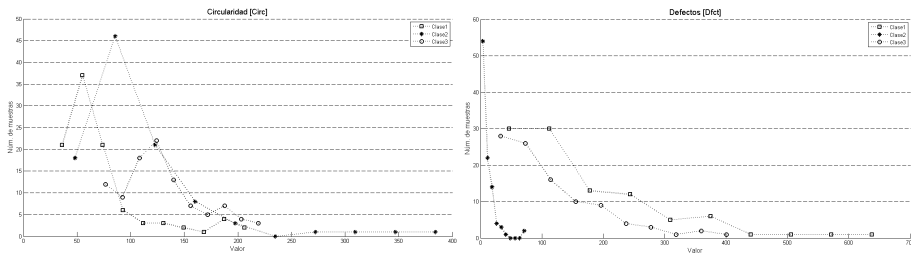 Circularidad [Circ]
Núm. de muestras
50
45
40
35
30
25
20
15
10
5
0
0 50 100 150 200 250 300 350 400
Valor
Clase1
Clase2
Clase3
Defectos [Dfct]
Núm. de muestras
60
50
40
30
20
10
0
0 100 200 300 400 500 600 700
Valor
Clase1
Clase2
Clase3